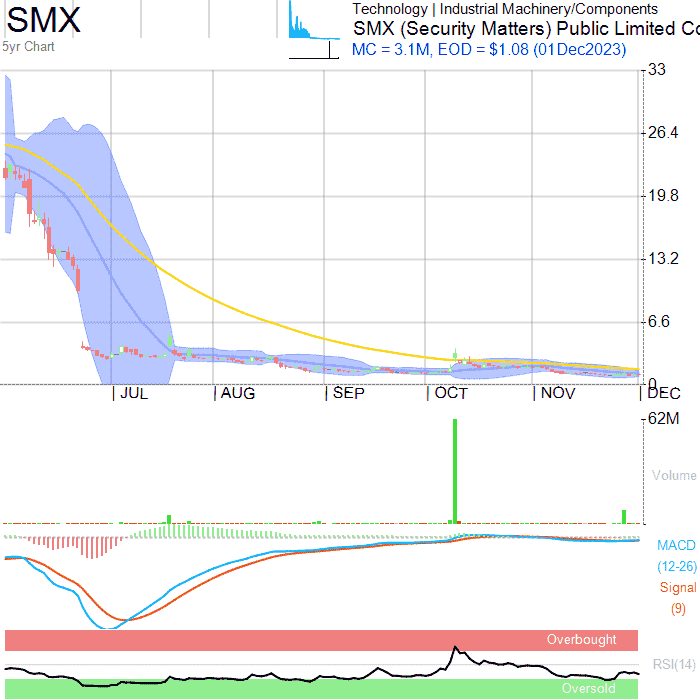 SMX
5yr Chart
Technology | Industrial Machinery/Components
SMX (Security Matters) Public Limited Co
MC = 3.1M, EOD = $1.08 (01Dec2023)
33
26.4
19.8
13.2
6.6
0
JUL AUG SEP OCT NOV DEC
62M
Volume
MACD
(12-26)
Signal
(9)
Overbought
RSI(14)
Oversold